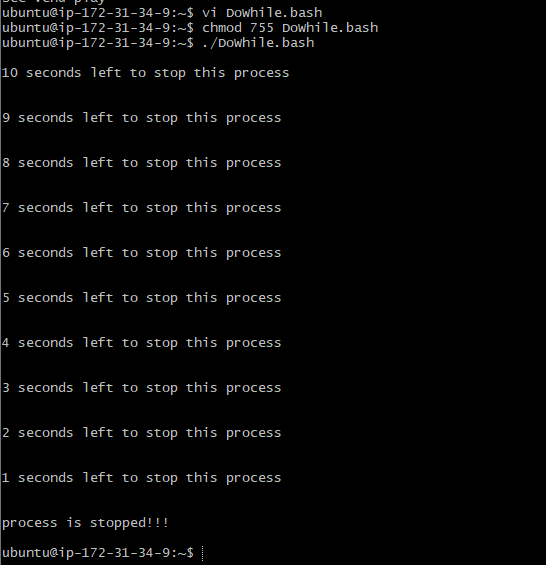 ubuntu@ip-172-31-34-9:~$ vi DoWhile.bash
ubuntu@ip-172-31-34-9:~$ chmod 755 DoWhile.bash
ubuntu@ip-172-31-34-9:~$ ./DoWhile.bash
10 seconds left to stop this process
9 seconds left to stop this process
8 seconds left to stop this process
7 seconds left to stop this process
6 seconds left to stop this process
5 seconds left to stop this process
4 seconds left to stop this process
3 seconds left to stop this process
2 seconds left to stop this process
1 seconds left to stop this process
process is stopped!!!
ubuntu@ip-172-31-34-9:~$